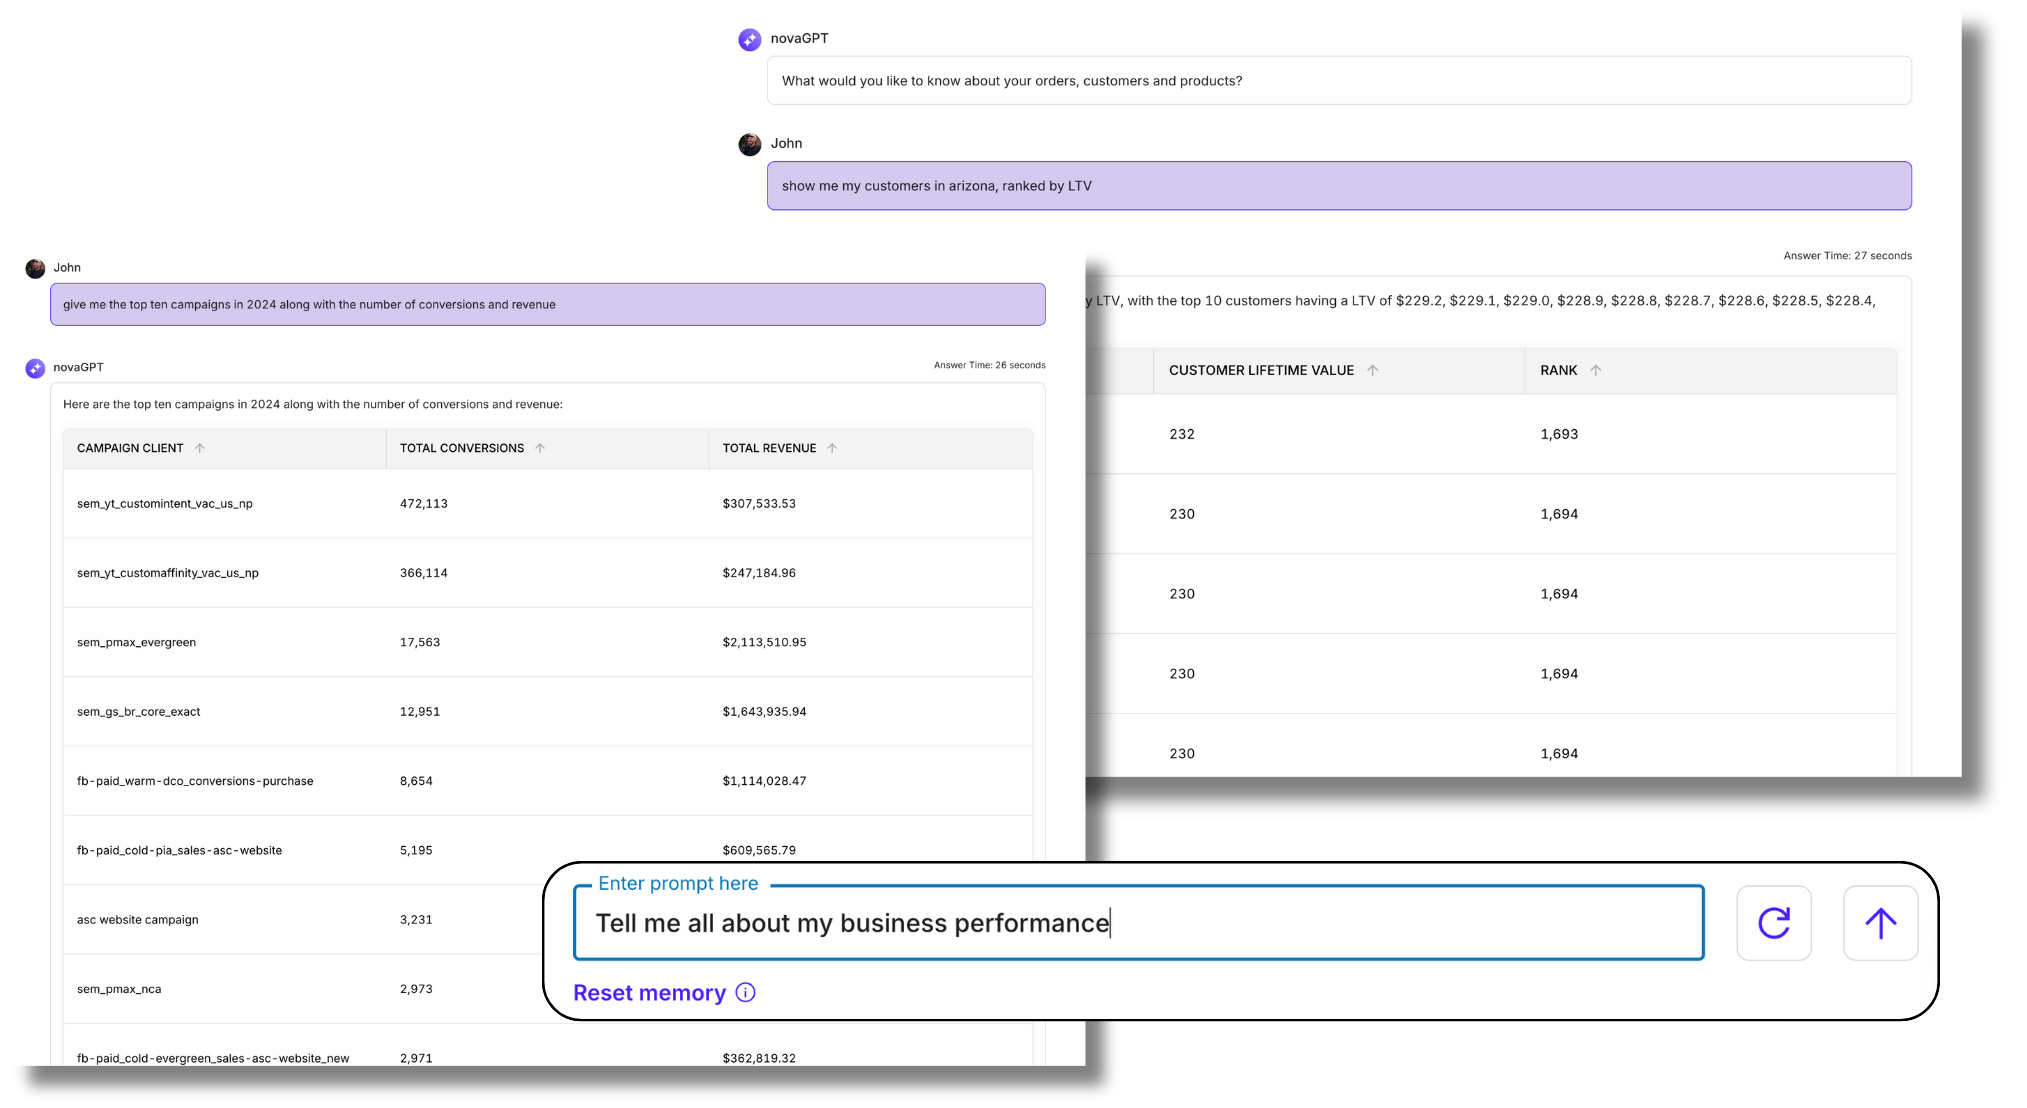 novaGPT
What would you like to know about your orders, customers and products?
John
show me my customers in arizona, ranked by LTV
Answer Time: 27 seconds
y LTV, with the top 10 customers having a LTV of $229.2, $229.1, $229.0, $228.9, $228.8, $228.7, $228.6, $228.5, $228.4,
CUSTOMER LIFETIME VALUE RANK
232 1,693
230 1,694
230 1,694
230 1,694
230 1,694
John
give me the top ten campaigns in 2024 along with the number of conversions and revenue
novaGPT Answer Time: 26 seconds
Here are the top ten campaigns in 2024 along with the number of conversions and revenue:
CAMPAIGN CLIENT TOTAL CONVERSIONS TOTAL REVENUE
sem_yt_customintent_vac_us_np 472,113 $307,533.53
sem_yt_customaffinity_vac_us_np 366,114 $247,184.96
sem_pmax_evergreen 17,563 $2,113,510.95
sem_gs_br_core_exact 12,951 $1,643,935.94
fb-paid_warm-dco_conversions-purchase 8,654 $1,114,028.47
fb-paid_cold-pia_sales-asc-website 5,195 $609,565.79
asc website campaign 3,231
sem_pmax_nca 2,973
fb-paid_cold-evergreen_sales-asc-website_new 2,971 $362,819.32
Enter prompt here
Tell me all about my business performance
Reset memory